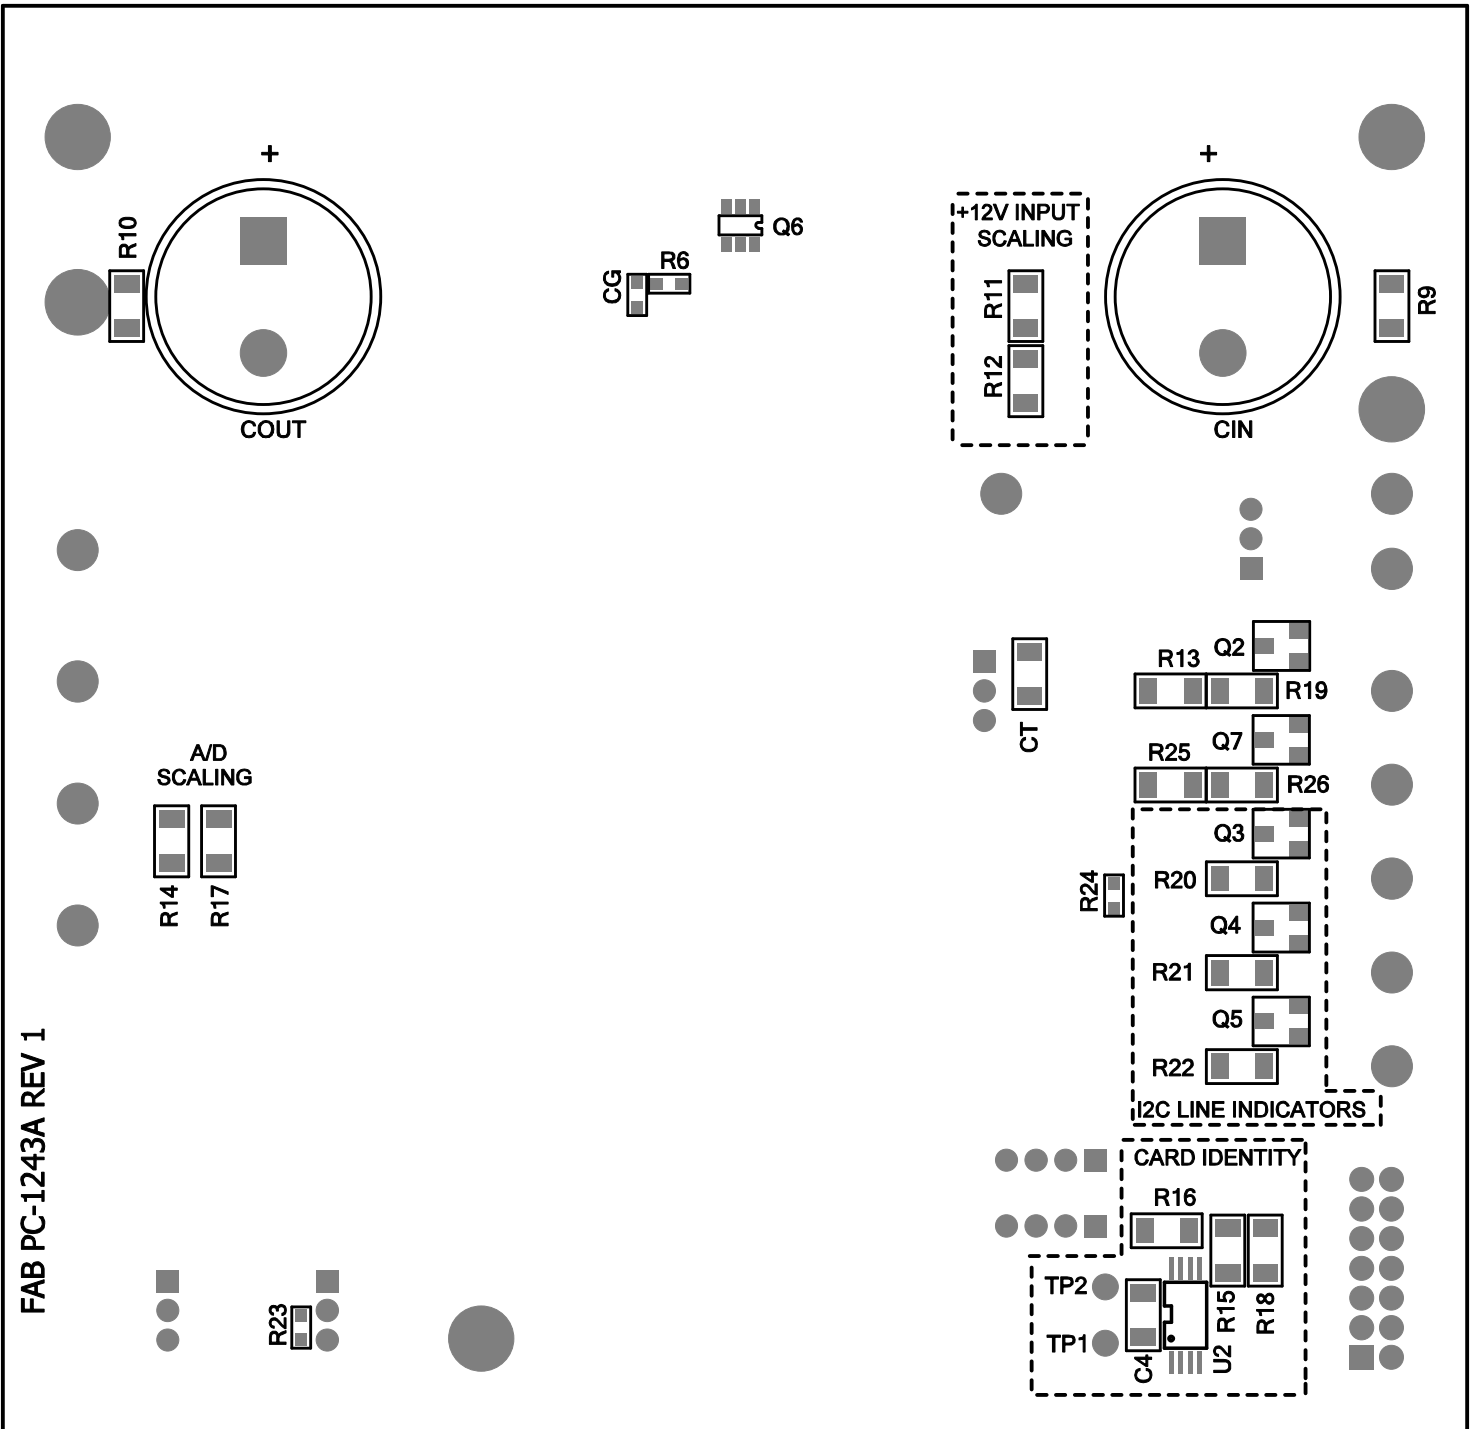 +
+
R10
Q6
+12V INPUT
SCALING
R6
CG
R11
R9
R12
COUT
CIN
Q2
R13
R19
CT
Q7
A/D
SCALING
R25
R26
Q3
R20
R24
R14
R17
Q4
R21
Q5
R22
I2C LINE INDICATORS
FAB PC-1243A REV 1
CARD IDENTITY
R16
TP2
R15
R18
R23
TP1
C4
U2